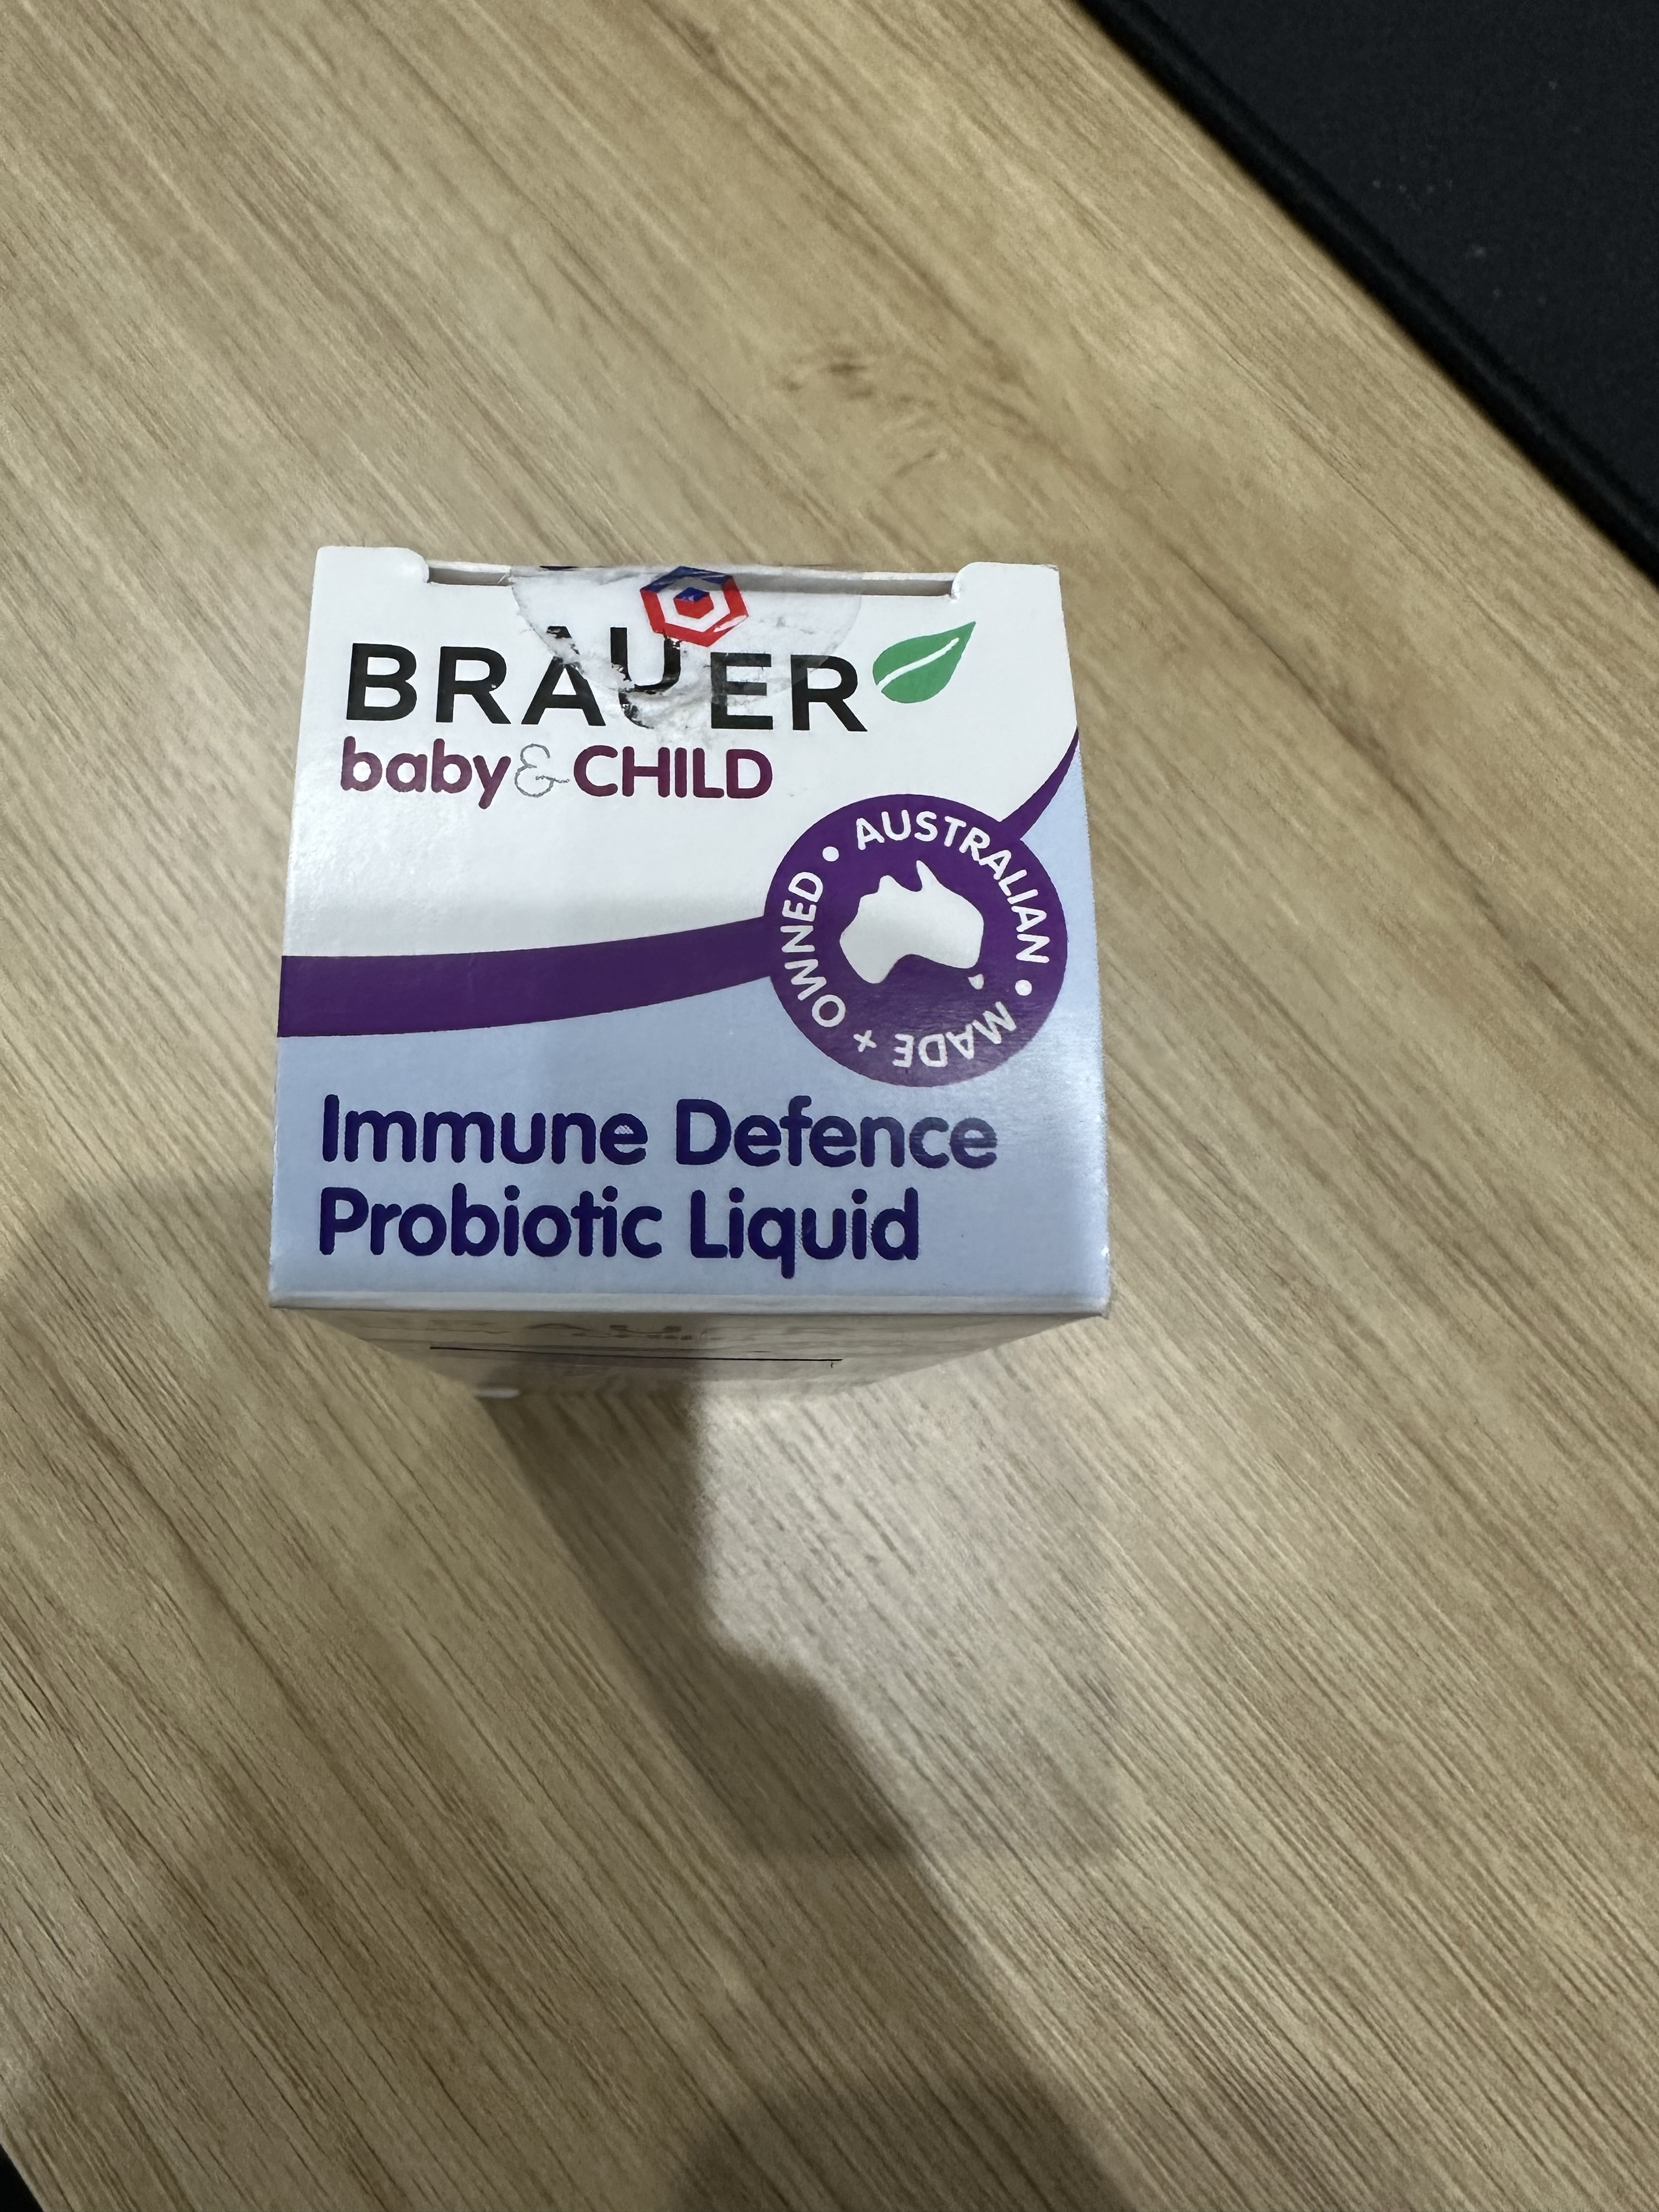 BRAUER
baby & CHILD
AUSTRALIAN • MADE + OWNED •
Immune Defence
Probiotic Liquid